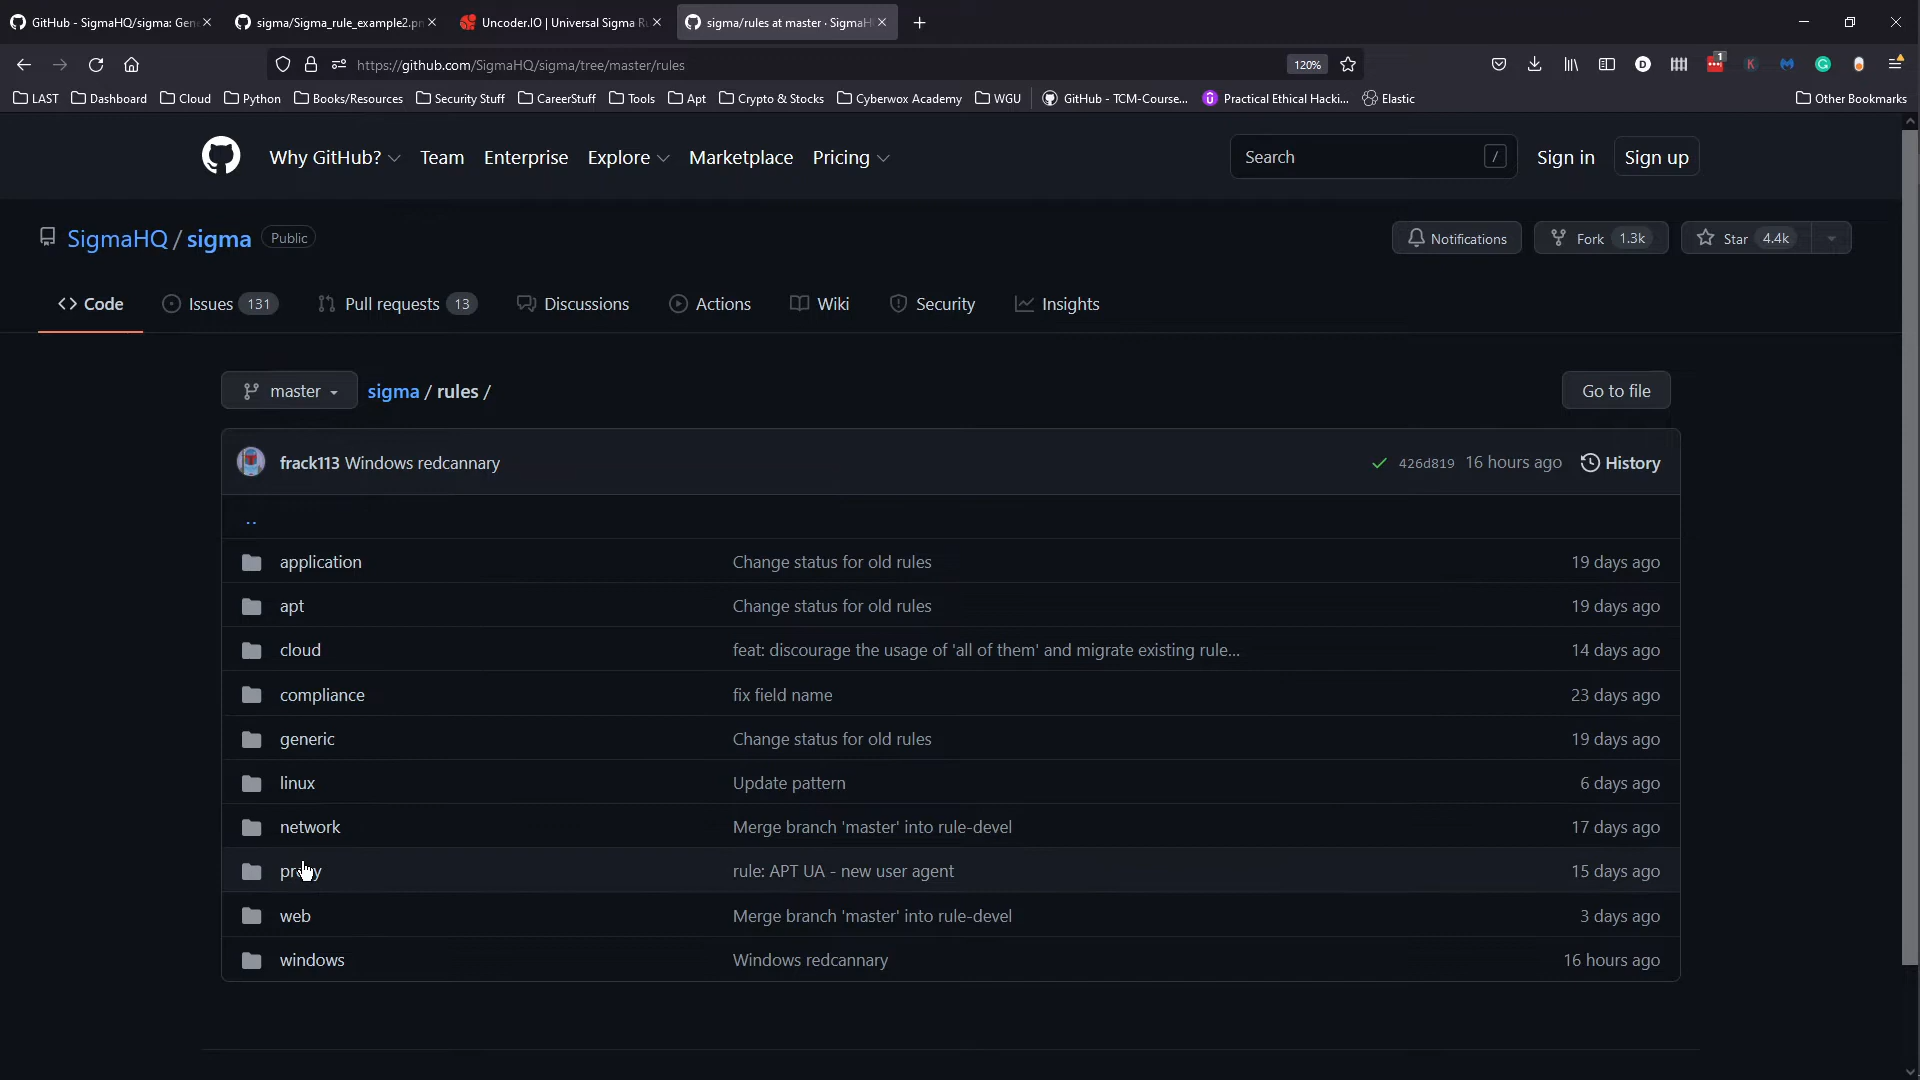 GitHub - SigmaHQ/sigma: Gen
sigma/Sigma_rule_example2.pn
Uncoder.IO | Universal Sigma R
sigma/rules at master · SigmaH
https://github.com/SigmaHQ/sigma/tree/master/rules
120%
1
LAST
Dashboard
Cloud
Python
Books/Resources
Security Stuff
CareerStuff
Tools
Apt
Crypto & Stocks
Cyberwox Academy
WGU
GitHub - TCM-Course...
Practical Ethical Hacki...
Elastic
Other Bookmarks
Why GitHub?
Team
Enterprise
Explore
Marketplace
Pricing
Search
/
Sign in
Sign up
SigmaHQ / sigma
Public
Notifications
Fork 1.3k
Star 4.4k
Code
Issues 131
Pull requests 13
Discussions
Actions
Wiki
Security
Insights
master
sigma / rules /
Go to file
frack113 Windows redcannary
426d819 16 hours ago
History
..
application Change status for old rules 19 days ago
apt Change status for old rules 19 days ago
cloud feat: discourage the usage of 'all of them' and migrate existing rule... 14 days ago
compliance fix field name 23 days ago
generic Change status for old rules 19 days ago
linux Update pattern 6 days ago
network Merge branch 'master' into rule-devel 17 days ago
proxy rule: APT UA - new user agent 15 days ago
web Merge branch 'master' into rule-devel 3 days ago
windows Windows redcannary 16 hours ago